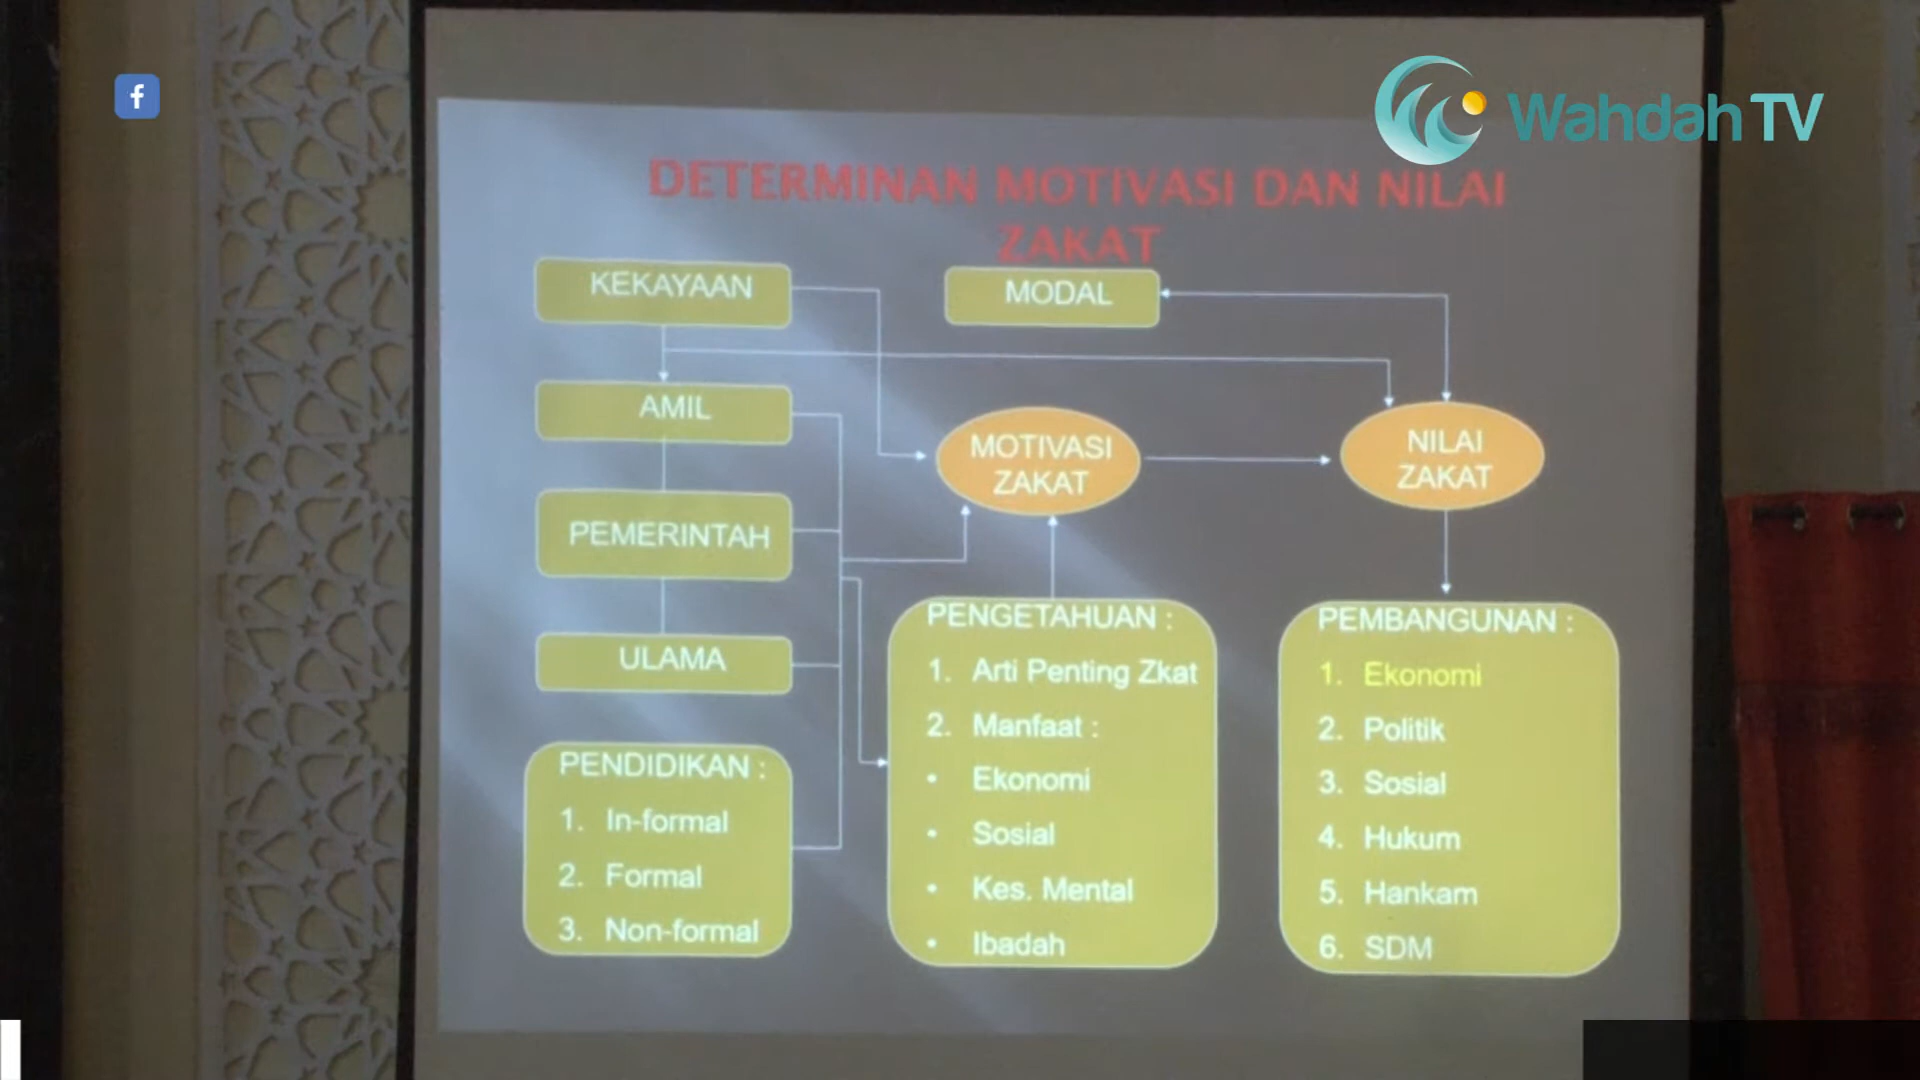 f
Wahdah TV
DETERMINAN MOTIVASI DAN NILAI
ZAKAT
KEKAYAAN
MODAL
AMIL
MOTIVASI
ZAKAT
NILAI
ZAKAT
PEMERINTAH
ULAMA
PENDIDIKAN :
1. In-formal
2. Formal
3. Non-formal
PENGETAHUAN :
1. Arti Penting Zkat
2. Manfaat :
• Ekonomi
• Sosial
• Kes. Mental
• Ibadah
PEMBANGUNAN :
1. Ekonomi
2. Politik
3. Sosial
4. Hukum
5. Hankam
6. SDM